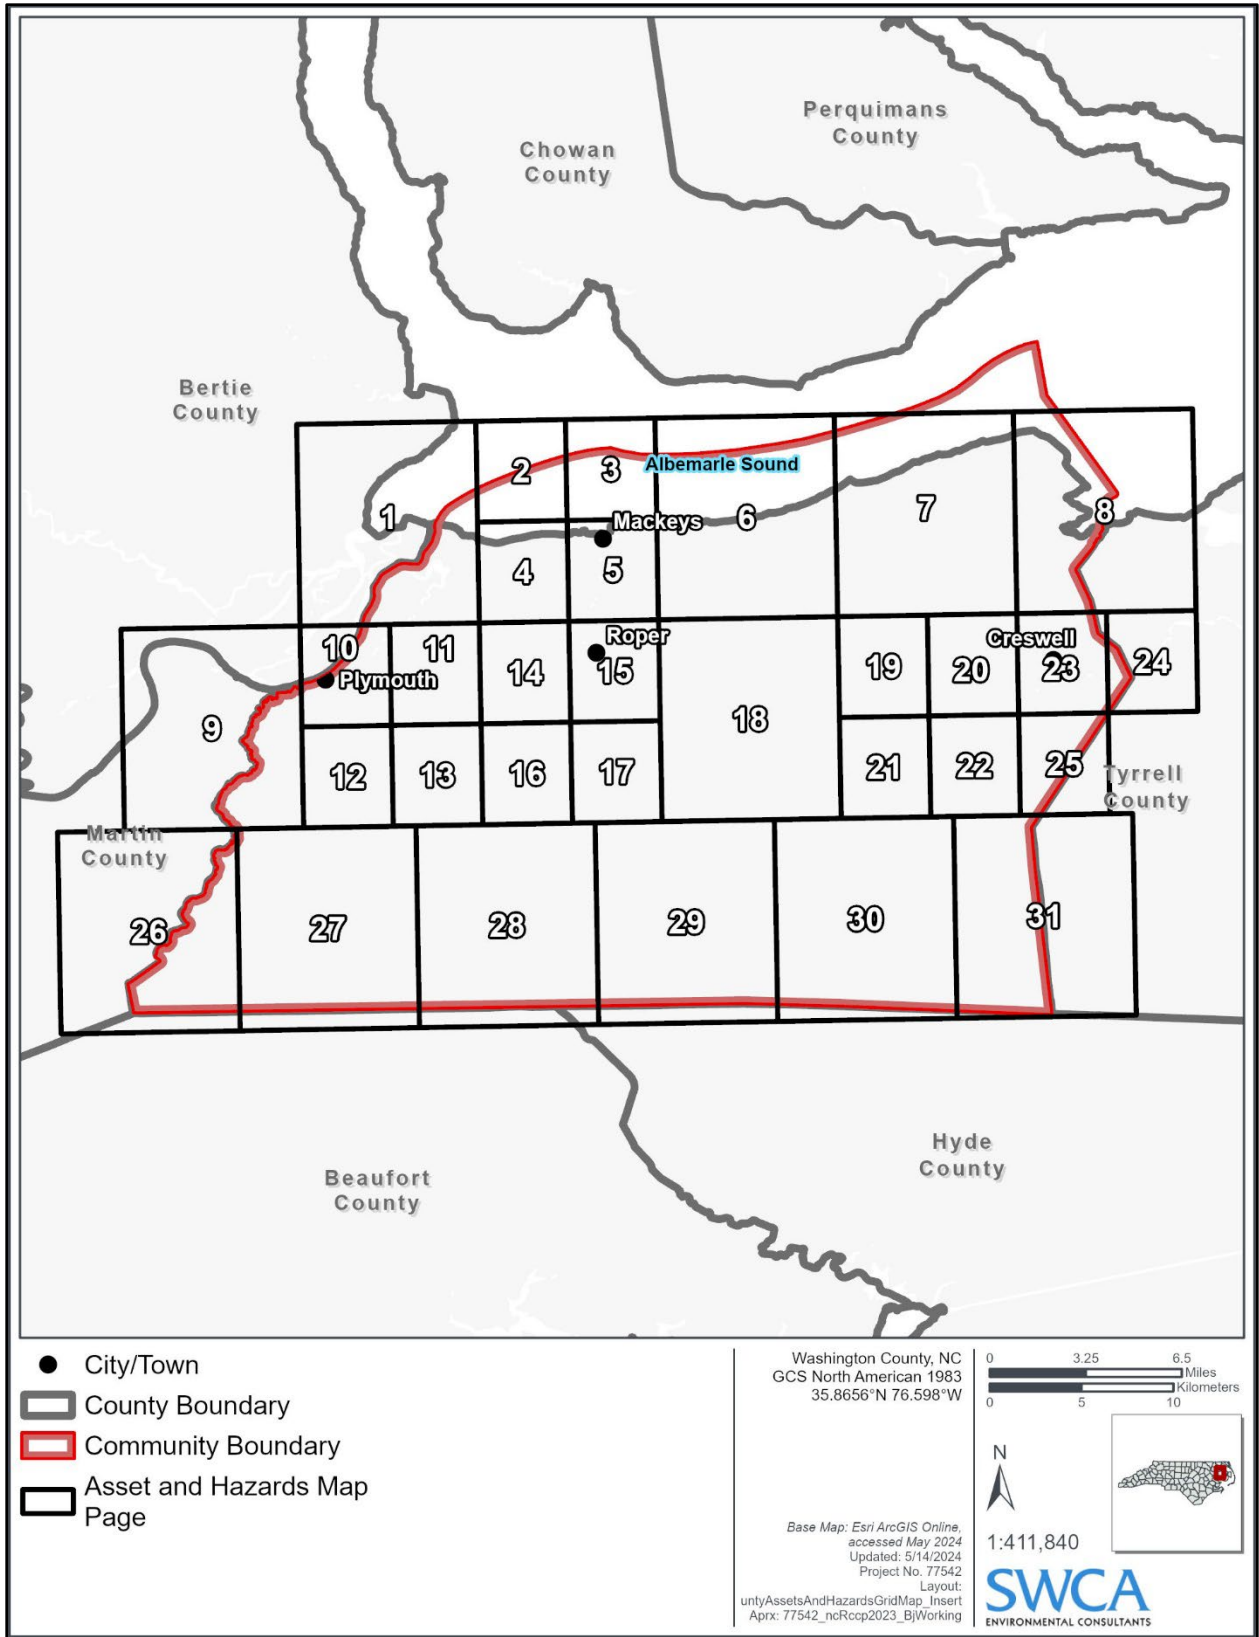 Perquimans
County
Chowan
County
Bertie
County
2
3
Albemarle Sound
1
Mackeys
6
7
8
4
5
10
11
Roper
Creswell
Plymouth
14
15
19
20
23
24
9
18
12
13
16
17
21
22
25
Tyrrell
County
Martin
County
26
27
28
29
30
31
Hyde
County
Beaufort
County
City/Town
County Boundary
Community Boundary
Asset and Hazards Map
Page
Washington County, NC
GCS North American 1983
35.8656°N 76.598°W
Base Map: Esri ArcGIS Online,
accessed May 2024
Updated: 5/14/2024
Project No. 77542
Layout:
untyAssetsAndHazardsGridMap_Insert
Aprx: 77542_ncRccp2023_BjWorking
0 3.25 6.5
Miles
Kilometers
0 5 10
N
1:411,840
SWCA
ENVIRONMENTAL CONSULTANTS